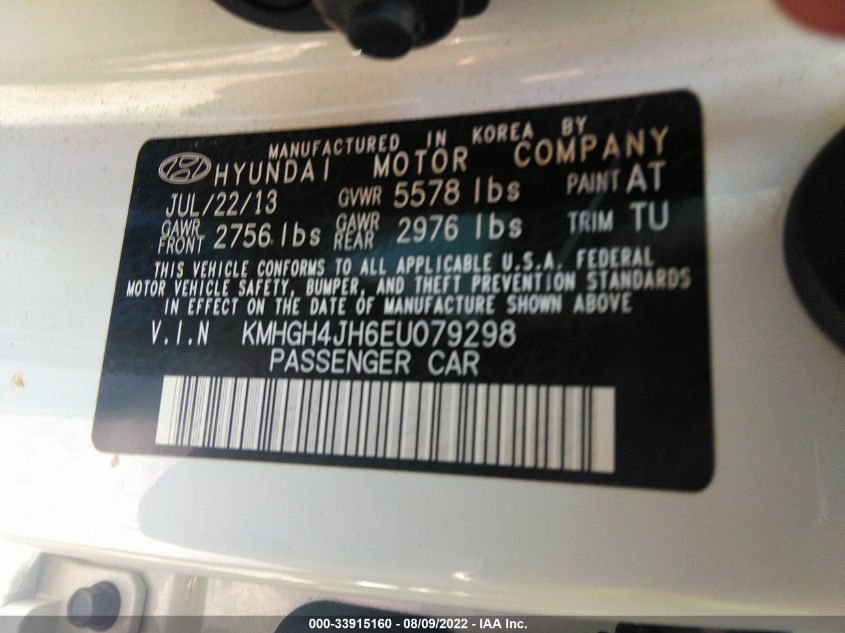 MANUFACTURED IN KOREA BY
HYUNDAI MOTOR COMPANY
JUL/22/13 GVWR 5578 lbs PAINT AT
GAWR FRONT 2756 lbs GAWR REAR 2976 lbs TRIM TU
THIS VEHICLE CONFORMS TO ALL APPLICABLE U.S.A. FEDERAL
MOTOR VEHICLE SAFETY, BUMPER, AND THEFT PREVENTION STANDARDS
IN EFFECT ON THE DATE OF MANUFACTURE SHOWN ABOVE
V.I.N KMHGH4JH6EU079298
PASSENGER CAR
000-33915160 - 08/09/2022 - IAA Inc.